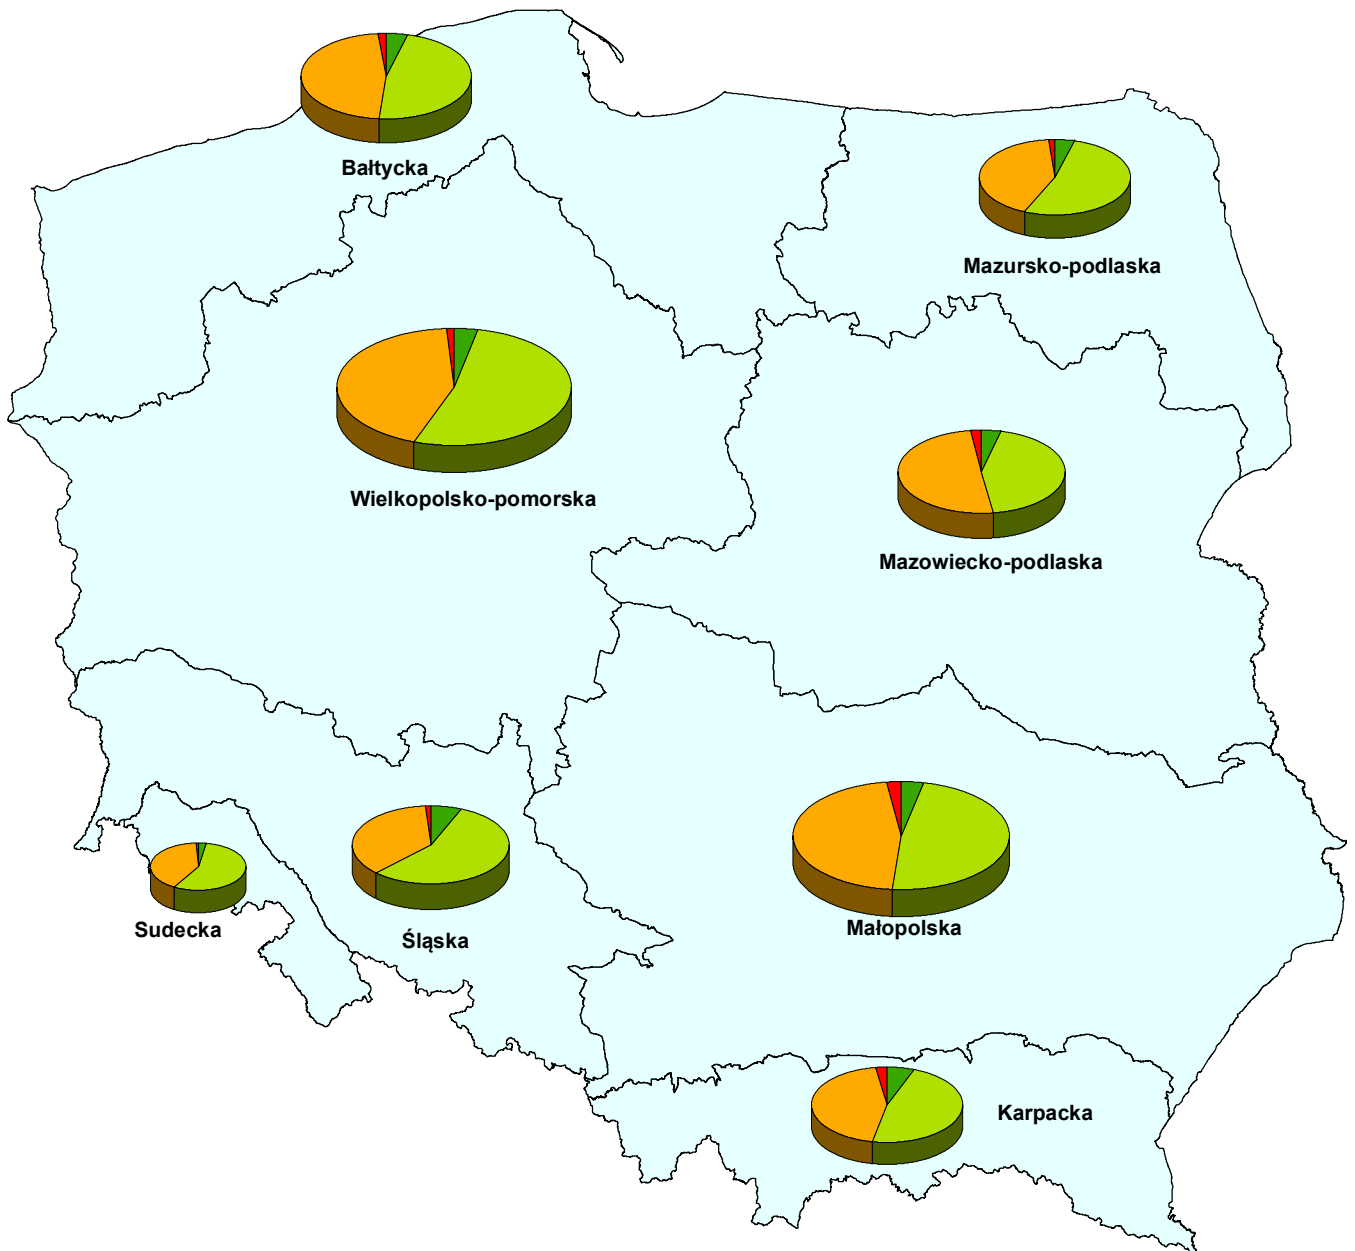 Bałtycka
Mazursko-podlaska
Wielkopolsko-pomorska
Mazowiecko-podlaska
Sudecka
Śląska
Małopolska
Karpacka